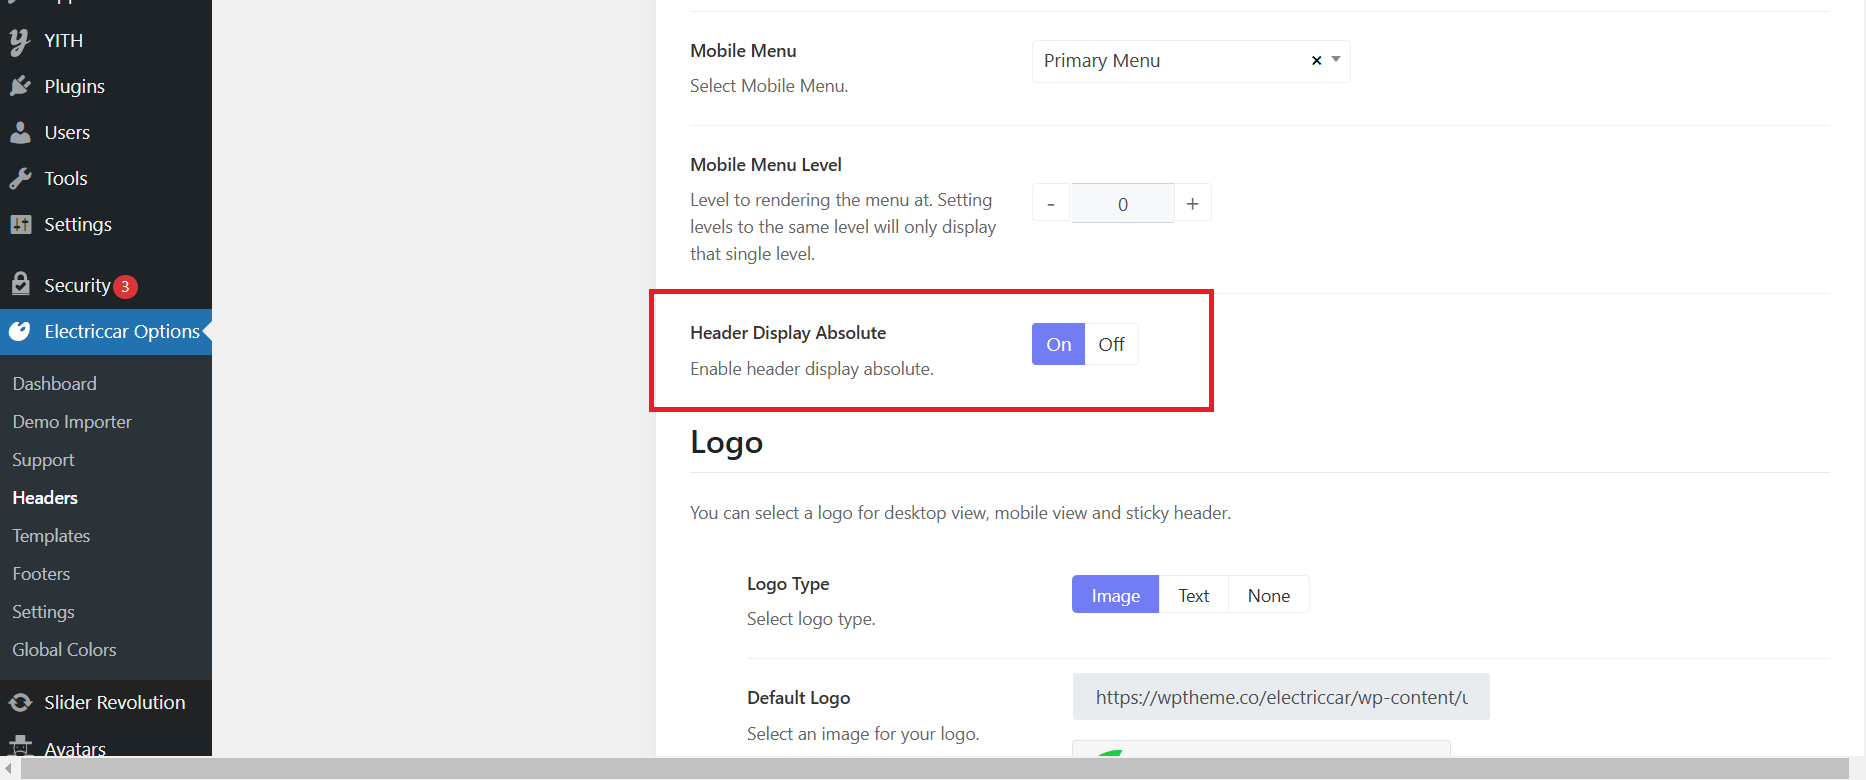 YITH
Plugins
Users
Tools
Settings
Security 3
Electriccar Options
Dashboard
Demo Importer
Support
Headers
Templates
Footers
Settings
Global Colors
Slider Revolution
Avatars
Mobile Menu
Select Mobile Menu.
Primary Menu × 
Mobile Menu Level
Level to rendering the menu at. Setting
levels to the same level will only display
that single level.
- 0 +
Header Display Absolute
Enable header display absolute.
On Off
Logo
You can select a logo for desktop view, mobile view and sticky header.
Logo Type
Select logo type.
Image Text None
Default Logo
Select an image for your logo.
https://wptheme.co/electriccar/wp-content/u